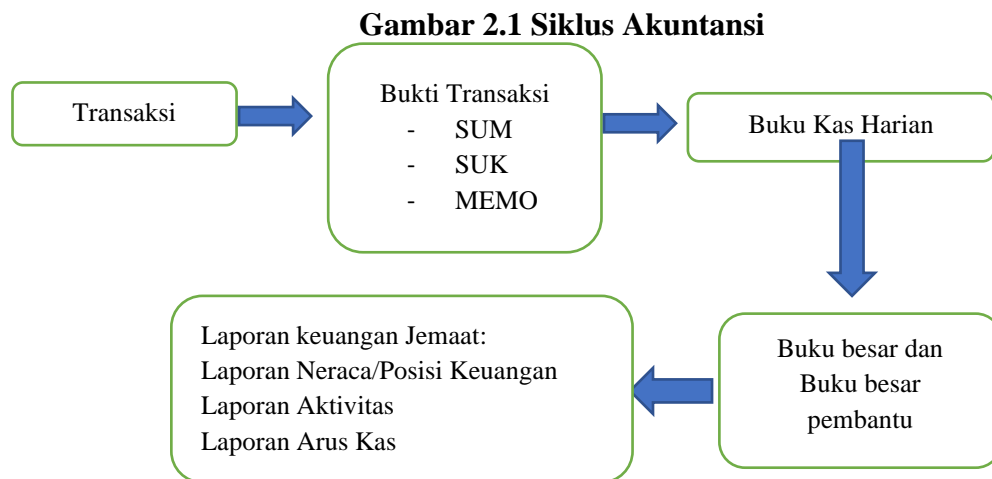 Gambar 2.1 Siklus Akuntansi
Transaksi
Bukti Transaksi
- SUM
- SUK
- MEMO
Buku Kas Harian
Buku besar dan
Buku besar
pembantu
Laporan keuangan Jemaat:
Laporan Neraca/Posisi Keuangan
Laporan Aktivitas
Laporan Arus Kas